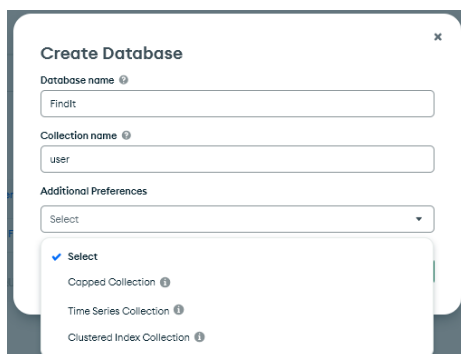 Create Database
Database name
FindIt
Collection name
user
Additional Preferences
Select
Select
Capped Collection
Time Series Collection
Clustered Index Collection